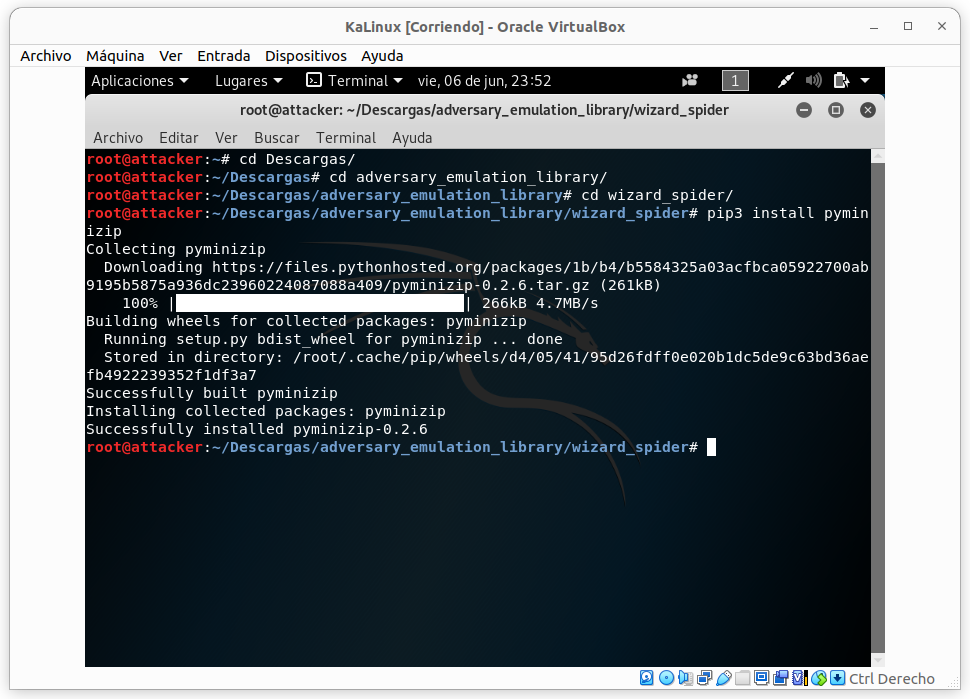 KaLinux [Corriendo] - Oracle VirtualBox
Archivo Máquina Ver Entrada Dispositivos Ayuda
Aplicaciones Lugares Terminal vie, 06 de jun, 23:52 1
root@attacker: ~/Descargas/adversary_emulation_library/wizard_spider
Archivo Editar Ver Buscar Terminal Ayuda
root@attacker:~# cd Descargas/
root@attacker:~/Descargas# cd adversary_emulation_library/
root@attacker:~/Descargas/adversary_emulation_library# cd wizard_spider/
root@attacker:~/Descargas/adversary_emulation_library/wizard_spider# pip3 install pymin
izip
Collecting pyminizip
  Downloading https://files.pythonhosted.org/packages/1b/b4/b5584325a03acfbca05922700ab
9195b5875a936dc23960224087088a409/pyminizip-0.2.6.tar.gz (261kB)
    100% |████████████████████████████████| 266kB 4.7MB/s
Building wheels for collected packages: pyminizip
  Running setup.py bdist_wheel for pyminizip ... done
  Stored in directory: /root/.cache/pip/wheels/d4/05/41/95d26fdff0e020b1dc5de9c63bd36ae
fb4922239352f1df3a7
Successfully built pyminizip
Installing collected packages: pyminizip
Successfully installed pyminizip-0.2.6
root@attacker:~/Descargas/adversary_emulation_library/wizard_spider#
Ctrl Derecho